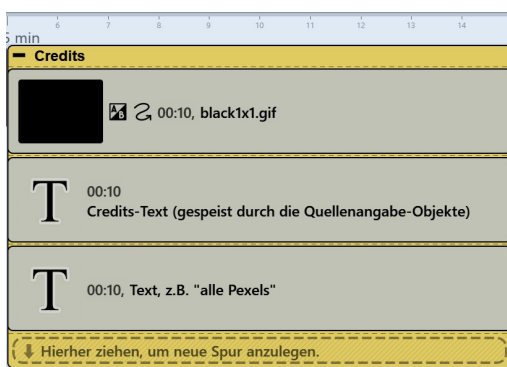 6 7 8 9 10 11 12 13 14
5 min
Credits
A B 00:10, black1x1.gif
T 00:10
Credits-Text (gespeist durch die Quellenangabe-Objekte)
T 00:10, Text, z.B. "alle Pexels"
Hierher ziehen, um neue Spur anzulegen.